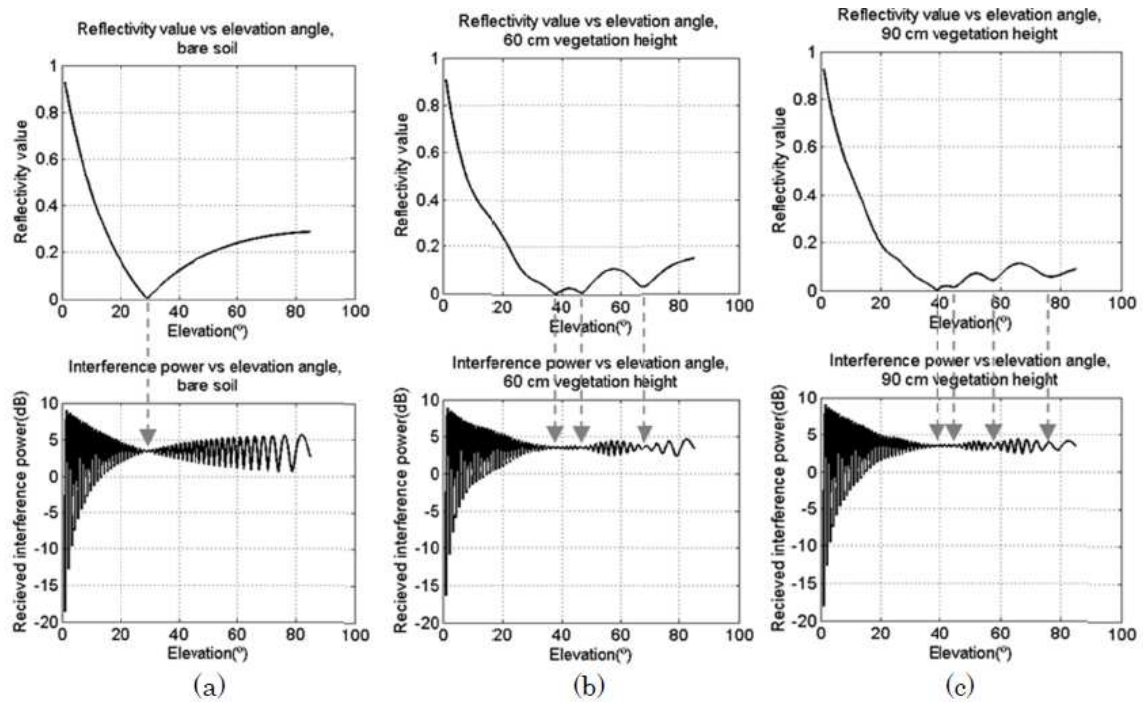 Reflectivity value vs elevation angle,
bare soil
1
0.8
0.6
0.4
0.2
0
Reflectivity value
0 20 40 60 80 100
Elevation(º)
Reflectivity value vs elevation angle,
60 cm vegetation height
1
0.8
0.6
0.4
0.2
0
Reflectivity value
0 20 40 60 80 100
Elevation(º)
Reflectivity value vs elevation angle,
90 cm vegetation height
1
0.8
0.6
0.4
0.2
0
Reflectivity value
0 20 40 60 80 100
Elevation(º)
Interference power vs elevation angle,
bare soil
10
5
0
-5
-10
-15
-20
Recieved interference power(dB)
0 20 40 60 80 100
Elevation(º)
(a)
Interference power vs elevation angle,
60 cm vegetation height
10
5
0
-5
-10
-15
-20
Recieved interference power(dB)
0 20 40 60 80 100
Elevation(º)
(b)
Interference power vs elevation angle,
90 cm vegetation height
10
5
0
-5
-10
-15
-20
Recieved interference power(dB)
0 20 40 60 80 100
Elevation(º)
(c)